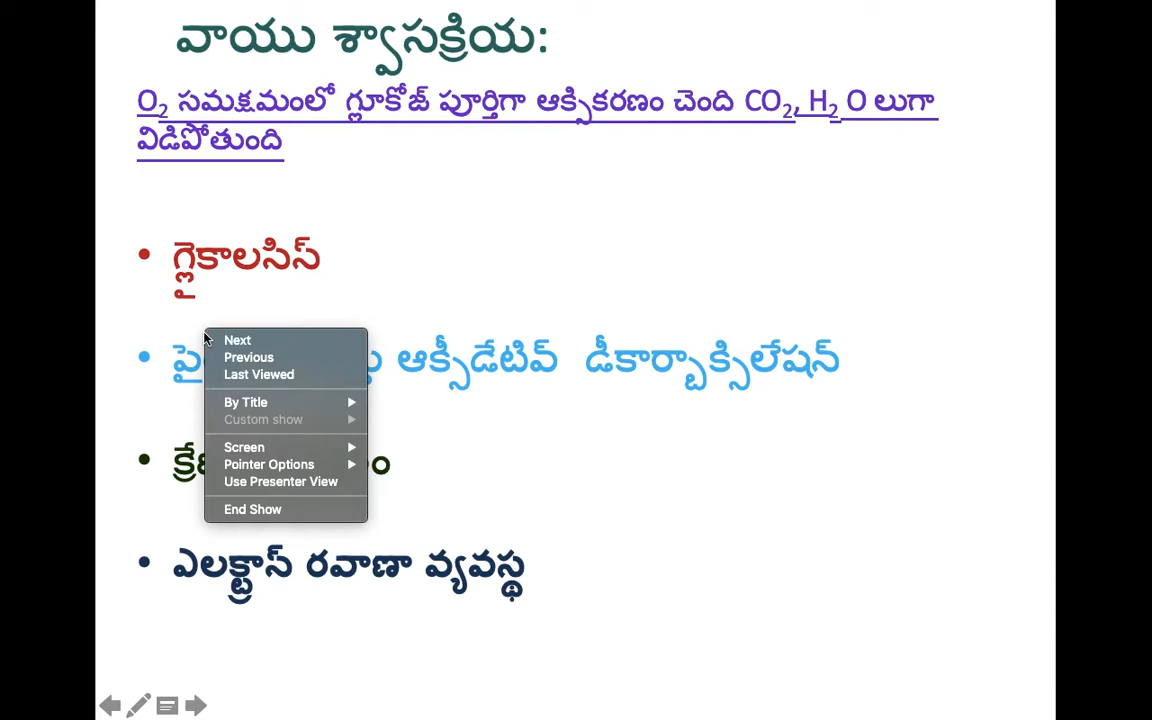 వాయు శ్వాసక్రియ:
O₂ సమక్షమంలో గ్లూకోజ్ పూర్తిగా ఆక్సికరణం చెంది CO₂, H₂ O లుగా
విడిపోతుంది
• గ్లైకాలసిస్
• ఆక్సీడేటివ్ డీకార్బాక్సిలేషన్
• ఎలక్ట్రాన్ రవాణా వ్యవస్థ
Next
Previous
Last Viewed
By Title
Custom show
Screen
Pointer Options
Use Presenter View
End Show